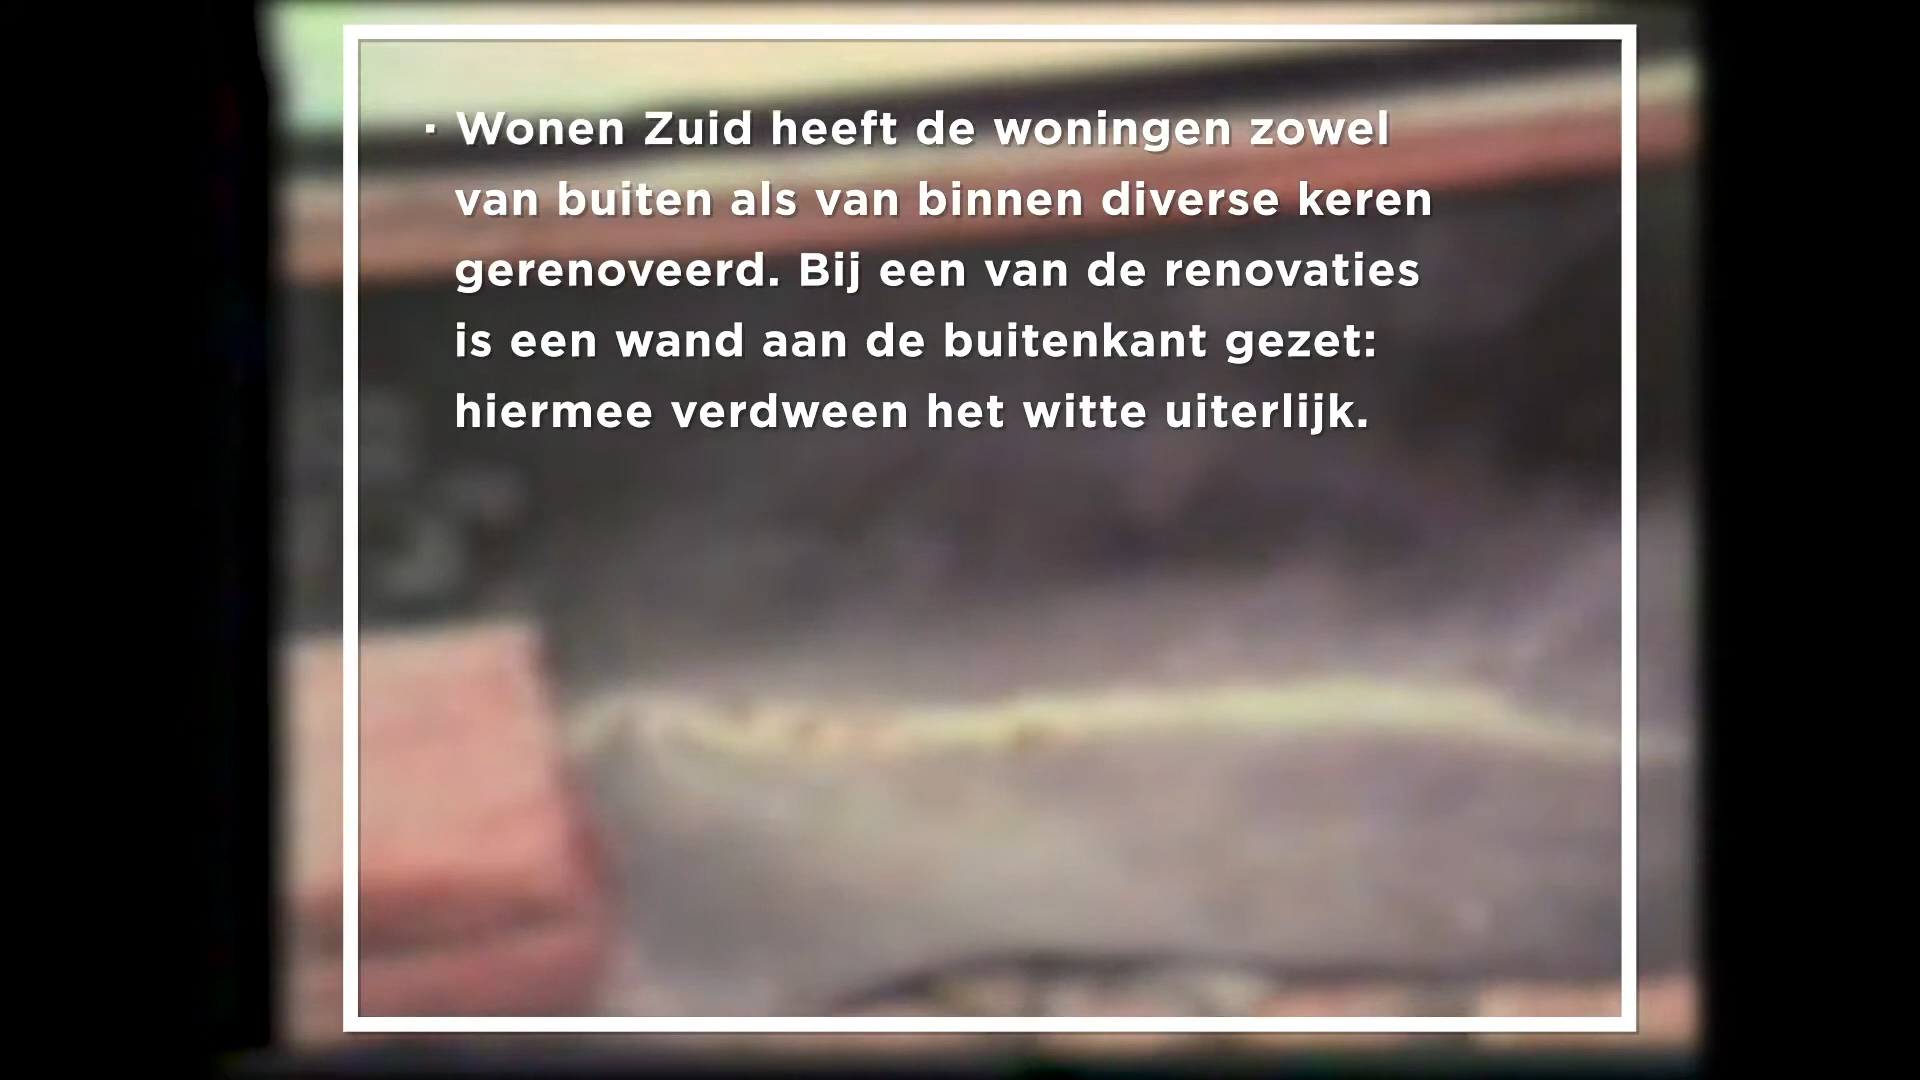 · Wonen Zuid heeft de woningen zowel
van buiten als van binnen diverse keren
gerenoveerd. Bij een van de renovaties
is een wand aan de buitenkant gezet:
hiermee verdween het witte uiterlijk.